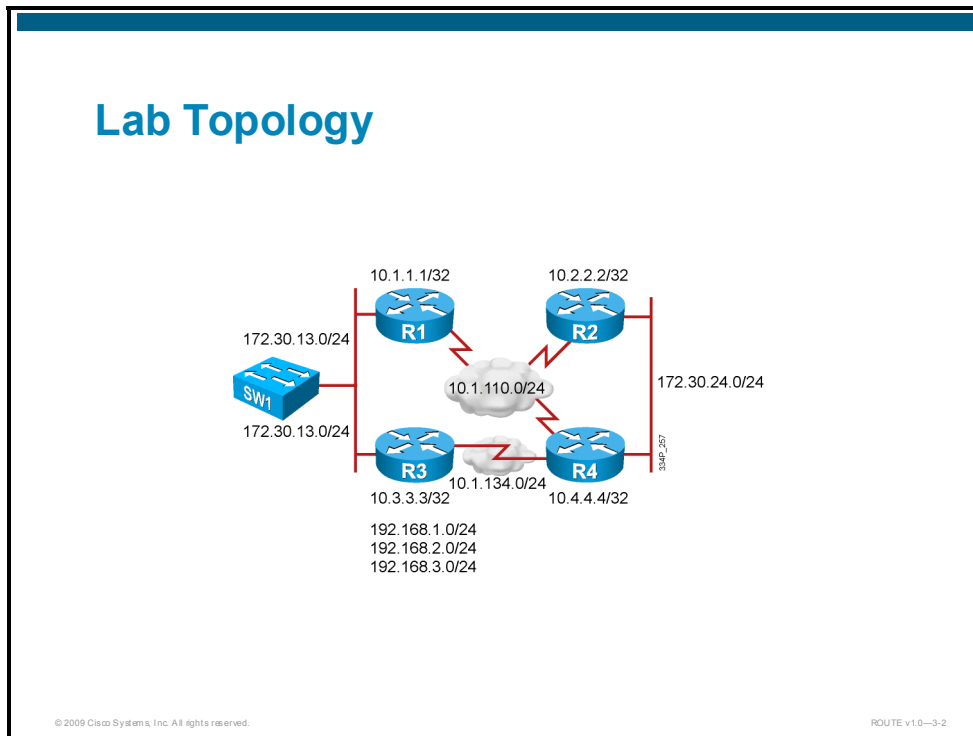 Lab Topology
10.1.1.1/32
10.2.2.2/32
R1
R2
172.30.13.0/24
SW1
10.1.110.0/24
172.30.24.0/24
172.30.13.0/24
R3
R4
334P_257
10.1.134.0/24
10.3.3.3/32
10.4.4.4/32
192.168.1.0/24
192.168.2.0/24
192.168.3.0/24
© 2009 Cisco Systems, Inc. All rights reserved.
ROUTE v1.0—3-2